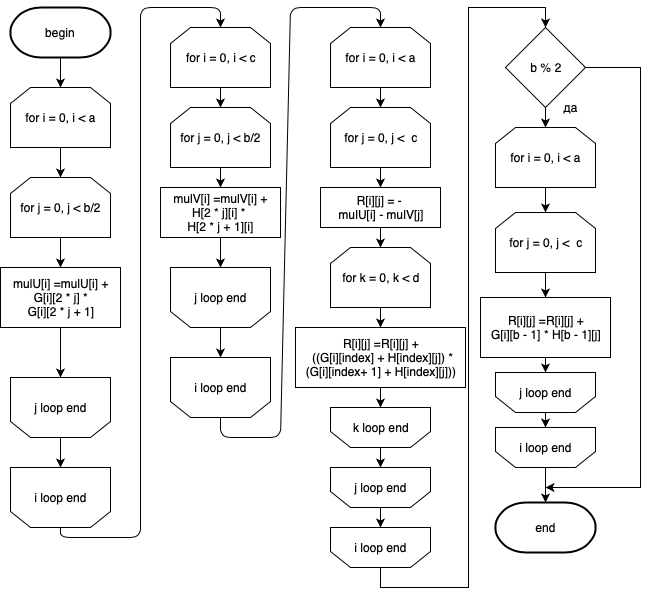 begin
for i = 0, i < a
for j = 0, j < b/2
mulU[i] =mulU[i] +
G[i][2 * j] *
G[i][2 * j + 1]
j loop end
i loop end
for i = 0, i < c
for j = 0, j < b/2
mulV[i] =mulV[i] +
H[2 * j][i] *
H[2 * j + 1][i]
j loop end
i loop end
for i = 0, i < a
for j = 0, j <  c
R[i][j] = -
mulU[i] - mulV[j]
for k = 0, k < d
R[i][j] =R[i][j] +
((G[i][index] + H[index][j]) *
(G[i][index+ 1] + H[index][j]))
k loop end
j loop end
i loop end
b % 2
да
for i = 0, i < a
for j = 0, j <  c
R[i][j] =R[i][j] +
G[i][b - 1] * H[b - 1][j]
j loop end
i loop end
end